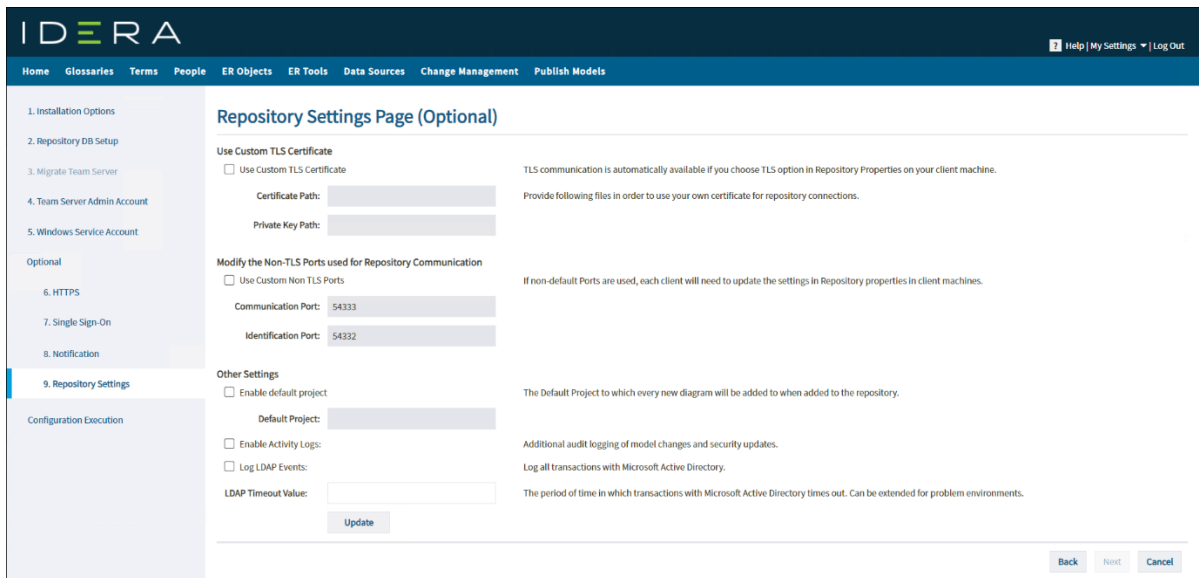 IDERA
? Help | My Settings ▼ | Log Out
Home Glossaries Terms People ER Objects ER Tools Data Sources Change Management Publish Models
1. Installation Options
2. Repository DB Setup
3. Migrate Team Server
4. Team Server Admin Account
5. Windows Service Account
Optional
6. HTTPS
7. Single Sign-On
8. Notification
9. Repository Settings
Configuration Execution
Repository Settings Page (Optional)
Use Custom TLS Certificate
Use Custom TLS Certificate TLS communication is automatically available if you choose TLS option in Repository Properties on your client machine.
Certificate Path: Provide following files in order to use your own certificate for repository connections.
Private Key Path:
Modify the Non-TLS Ports used for Repository Communication
Use Custom Non TLS Ports If non-default Ports are used, each client will need to update the settings in Repository properties in client machines.
Communication Port: 54333
Identification Port: 54332
Other Settings
Enable default project The Default Project to which every new diagram will be added to when added to the repository.
Default Project:
Enable Activity Logs: Additional audit logging of model changes and security updates.
Log LDAP Events: Log all transactions with Microsoft Active Directory.
LDAP Timeout Value: The period of time in which transactions with Microsoft Active Directory times out. Can be extended for problem environments.
Update
Back Next Cancel